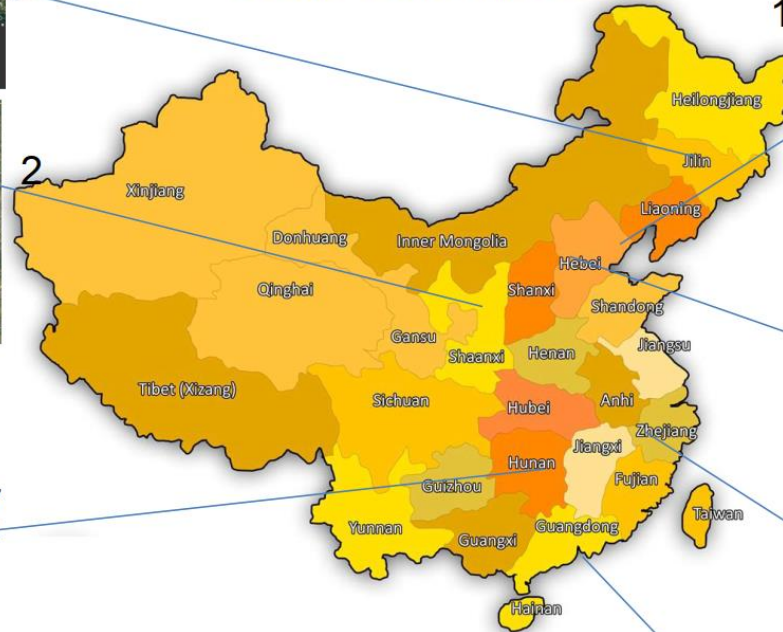 1
Heilongjiang
2
Jilin
Xinjiang
Liaoning
Donhuang
Inner Mongolia
Hebei
Qinghai
Shanxi
Shandong
Gansu
Shaanxi
Henan
Jiangsu
Tibet (Xizang)
Sichuan
Hubei
Anhi
Zhejiang
Jiangxi
Hunan
Fujian
Guizhou
Taiwan
Yunnan
Guangdong
Guangxi
Hainan